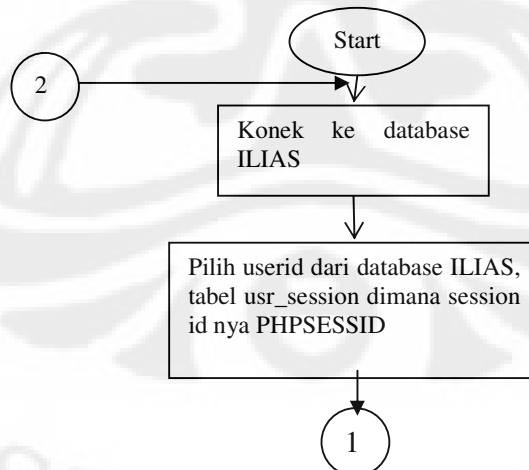 Start
2
Konek ke database
ILIAS
Pilih userid dari database ILIAS,
tabel usr_session dimana session
id nya PHPSESSID
1